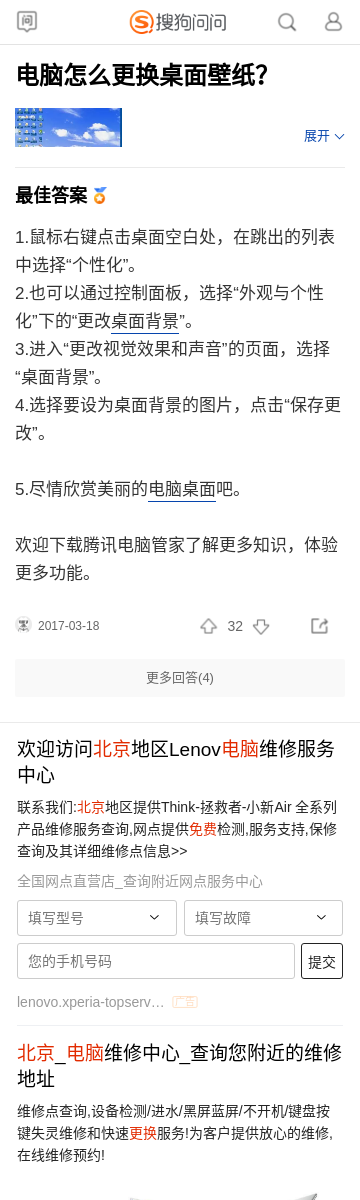 问
搜狗问问
电脑怎么更换桌面壁纸?
展开
最佳答案
1.鼠标右键点击桌面空白处，在跳出的列表
中选择“个性化”。
2.也可以通过控制面板，选择“外观与个性
化”下的“更改桌面背景”。
3.进入“更改视觉效果和声音”的页面，选择
“桌面背景”。
4.选择要设为桌面背景的图片，点击“保存更
改”。
5.尽情欣赏美丽的电脑桌面吧。
欢迎下载腾讯电脑管家了解更多知识，体验
更多功能。
2017-03-18
32
更多回答(4)
欢迎访问北京地区Lenov电脑维修服务
中心
联系我们:北京地区提供Think-拯救者-小新Air 全系列
产品维修服务查询,网点提供免费检测,服务支持,保修
查询及其详细维修点信息>>
全国网点直营店_查询附近网点服务中心
填写型号
填写故障
您的手机号码
提交
lenovo.xperia-topserv…
广告
北京_电脑维修中心_查询您附近的维修
地址
维修点查询,设备检测/进水/黑屏蓝屏/不开机/键盘按
键失灵维修和快速更换服务!为客户提供放心的维修,
在线维修预约!